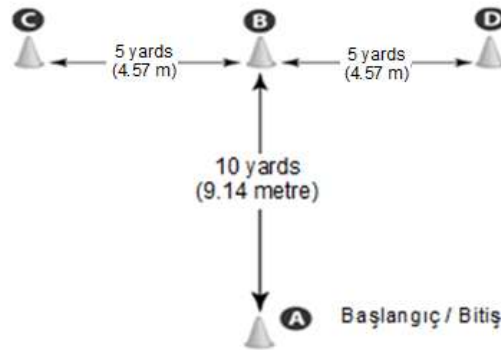 C B D
5 yards 5 yards
(4.57 m) (4.57 m)
10 yards
(9.14 metre)
A Başlangıç / Bitiş